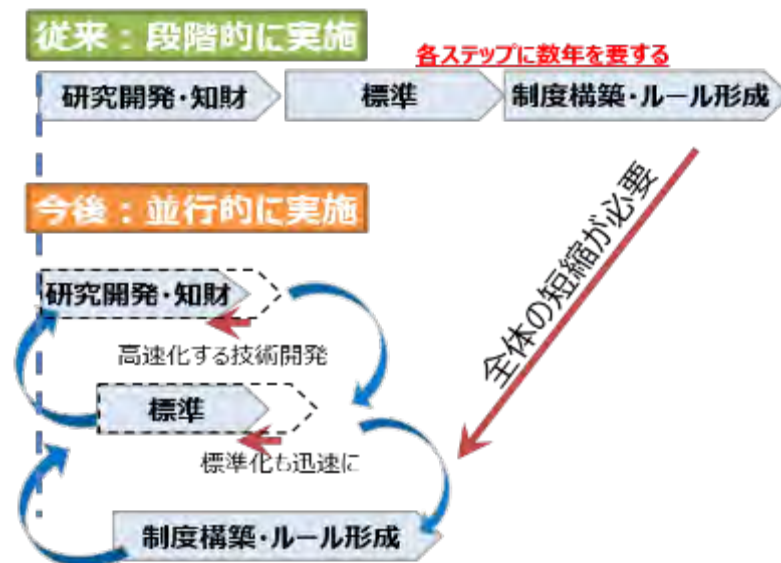 従来：段階的に実施
各ステップに数年を要する
研究開発・知財
標準
制度構築・ルール形成
全体の短縮が必要
今後：並行的に実施
研究開発・知財
高速化する技術開発
標準
標準化も迅速に
制度構築・ルール形成